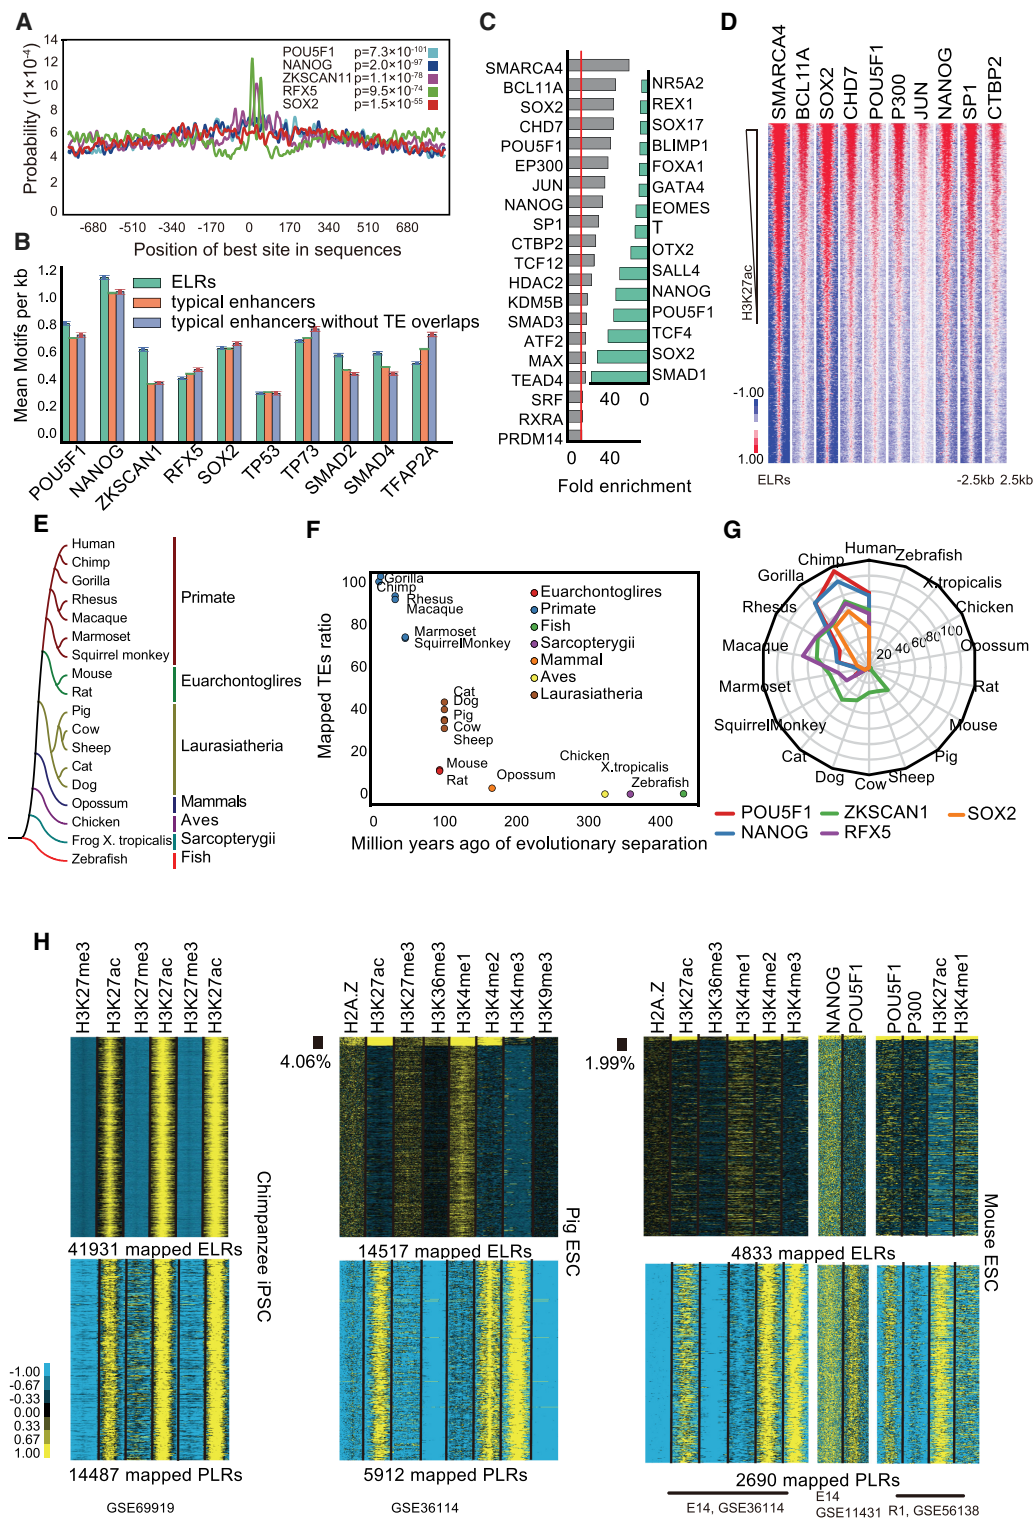 A
14
12
10
8
6
4
2
0
Probability (1×10⁻⁴)
POU5F1 p=7.3×10⁻¹⁰¹
NANOG p=2.0×10⁻⁹⁷
ZKSCAN11 p=1.1×10⁻⁷⁸
RFX5 p=9.5×10⁻⁷⁴
SOX2 p=1.5×10⁻⁵⁵
-680 -510 -340 -170 0 170 340 510 680
Position of best site in sequences
B
1.2
1.0
0.8
0.6
0.4
0.2
0.0
Mean Motifs per kb
ELRs
typical enhancers
typical enhancers without TE overlaps
POU5F1
NANOG
ZKSCAN1
RFX5
SOX2
TP53
TP73
SMAD2
SMAD4
TFAP2A
C
SMARCA4
BCL11A
SOX2
CHD7
POU5F1
EP300
JUN
NANOG
SP1
CTBP2
TCF12
HDAC2
KDM5B
SMAD3
ATF2
MAX
TEAD4
SRF
RXRA
PRDM14
0 40
Fold enrichment
NR5A2
REX1
SOX17
BLIMP1
FOXA1
GATA4
EOMES
T
OTX2
SALL4
NANOG
POU5F1
TCF4
SOX2
SMAD1
40 0
D
SMARCA4
BCL11A
SOX2
CHD7
POU5F1
P300
JUN
NANOG
SP1
CTBP2
H3K27ac
-1.00
1.00
ELRs
-2.5kb 2.5kb
E
Human
Chimp
Gorilla
Rhesus
Macaque
Marmoset
Squirrel monkey
Mouse
Rat
Pig
Cow
Sheep
Cat
Dog
Opossum
Chicken
Frog X. tropicalis
Zebrafish
Primate
Euarchontoglires
Laurasiatheria
Mammals
Aves
Sarcopterygii
Fish
F
100
80
60
40
20
0
Mapped TEs ratio
Gorilla
Chimp
Rhesus
Macaque
Marmoset
SquirrelMonkey
Cat
Dog
Pig
Cow
Sheep
Mouse
Rat
Opossum
Chicken
X.tropicalis
Zebrafish
Euarchontoglires
Primate
Fish
Sarcopterygii
Mammal
Aves
Laurasiatheria
0 100 200 300 400
Million years ago of evolutionary separation
G
Human
Zebrafish
X.tropicalis
Chicken
Opossum
Rat
Mouse
Pig
Sheep
Cow
Dog
Cat
SquirrelMonkey
Marmoset
Macaque
Rhesus
Gorilla
Chimp
20 40 60 80 100
POU5F1 ZKSCAN1 SOX2
NANOG RFX5
H
H3K27me3
H3K27ac
H3K27me3
H3K27ac
H3K27me3
H3K27ac
41931 mapped ELRs
14487 mapped PLRs
GSE69919
Chimpanzee iPSC
-1.00
-0.67
-0.33
0.00
0.33
0.67
1.00
H2A.Z
H3K27ac
H3K27me3
H3K36me3
H3K4me1
H3K4me2
H3K4me3
H3K9me3
4.06%
14517 mapped ELRs
5912 mapped PLRs
GSE36114
Pig ESC
H2A.Z
H3K27ac
H3K36me3
H3K4me1
H3K4me2
H3K4me3
NANOG
POU5F1
POU5F1
P300
H3K27ac
H3K4me1
1.99%
4833 mapped ELRs
2690 mapped PLRs
E14, GSE36114
E14
GSE11431
R1, GSE56138
Mouse ESC